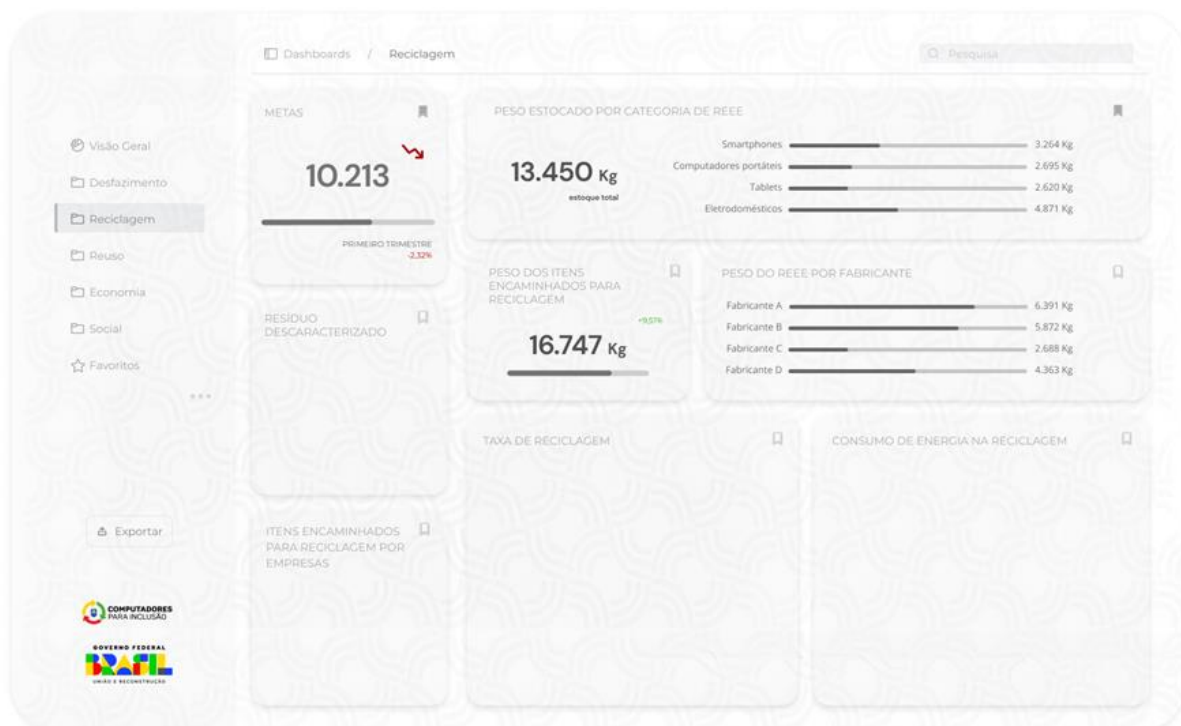 Dashboards / Reciclagem
Pesquisa
Visão Geral
Desfazimento
Reciclagem
Reuso
Economia
Social
Favoritos
Exportar
COMPUTADORES
PARA INCLUSÃO
GOVERNO FEDERAL
BRASIL
UNIÃO E RECONSTRUÇÃO
METAS
10.213
PRIMEIRO TRIMESTRE
-2,32%
PESO ESTOCADO POR CATEGORIA DE REEE
13.450 Kg
estoque total
Smartphones 3.264 Kg
Computadores portáteis 2.695 Kg
Tablets 2.620 Kg
Eletrodomésticos 4.871 Kg
RESÍDUO
DESCARACTERIZADO
PESO DOS ITENS
ENCAMINHADOS PARA
RECICLAGEM
+9,51%
16.747 Kg
PESO DO REEE POR FABRICANTE
Fabricante A 6.391 Kg
Fabricante B 5.872 Kg
Fabricante C 2.688 Kg
Fabricante D 4.363 Kg
ITENS ENCAMINHADOS
PARA RECICLAGEM POR
EMPRESAS
TAXA DE RECICLAGEM
CONSUMO DE ENERGIA NA RECICLAGEM